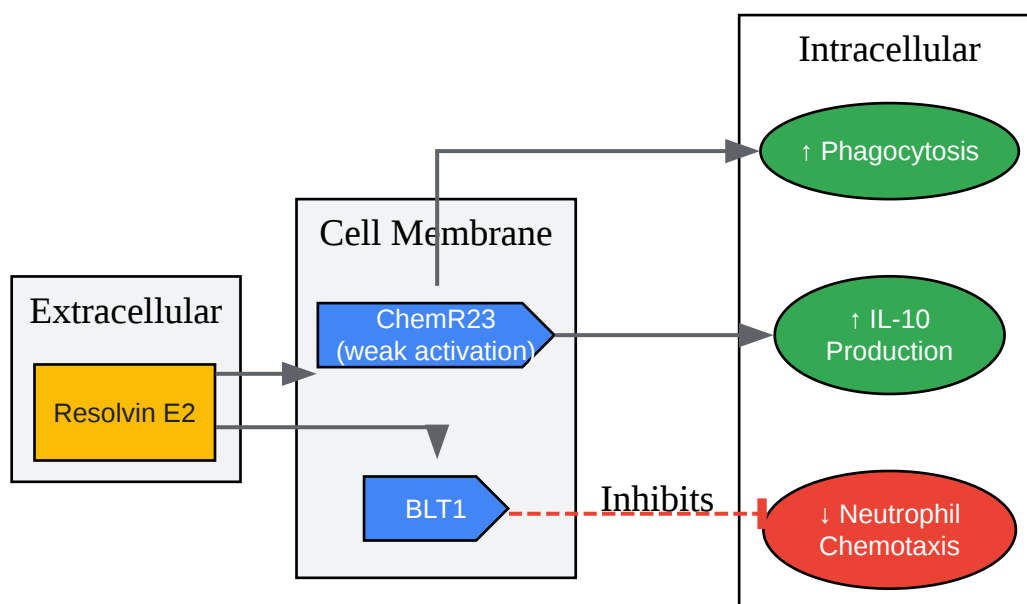 Intracellular
↑ Phagocytosis
Cell Membrane
Extracellular
ChemR23
(weak activation)
↑ IL-10
Production
Resolvin E2
BLT1
Inhibits
↓ Neutrophil
Chemotaxis